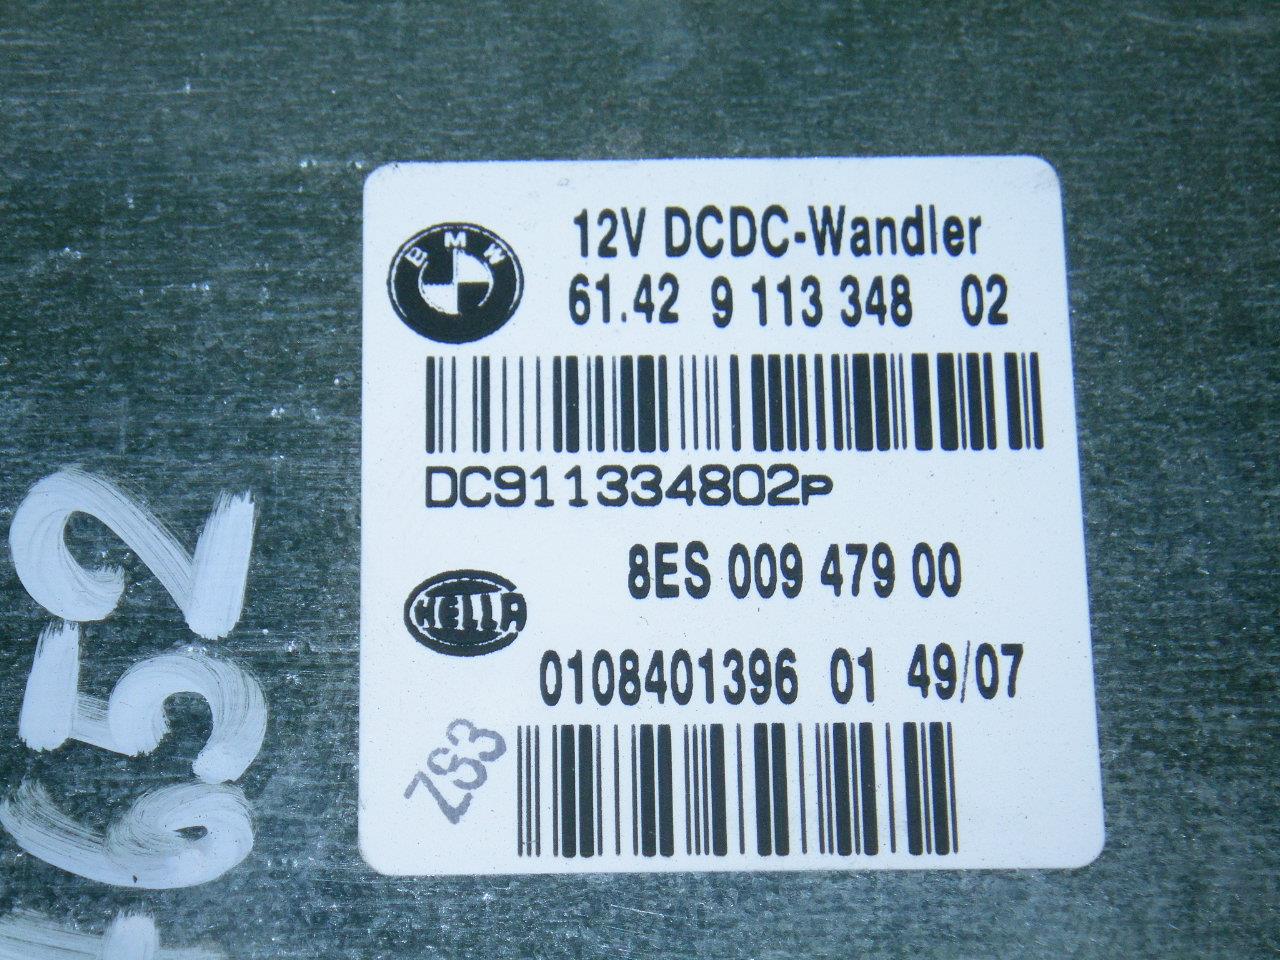 BMW
12V DCDC-Wandler
61.42 9 113 348 02
DC911334802P
8ES 009 479 00
HELLA
0108401396 01 49/07